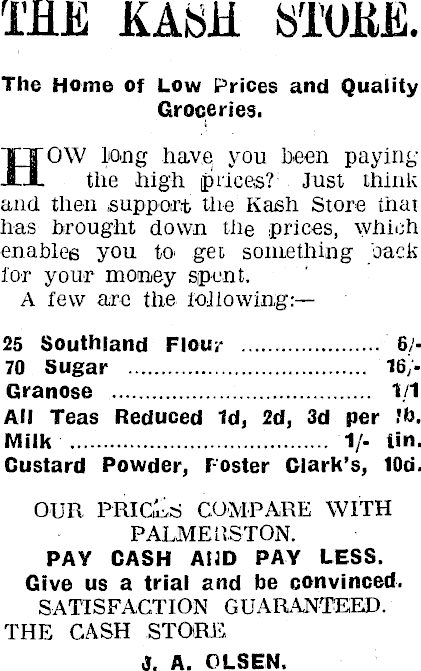 THE KASH STORE.
The Home of Low Prices and Quality
Groceries.
HOW long have you been paying
the high prices? Just think
and then support the Kash Store that
has brought down the prices, which
enables you to get something back
for your money spent.
A few are the following:—
25 Southland Flour .................... 6/-
70 Sugar .................................. 16/-
Granose ..................................... 1/1
All Teas Reduced 1d, 2d, 3d per lb.
Milk ..................................... 1/- tin.
Custard Powder, Foster Clark's, 10d.
OUR PRICES COMPARE WITH
PALMERSTON.
PAY CASH AND PAY LESS.
Give us a trial and be convinced.
SATISFACTION GUARANTEED.
THE CASH STORE
J. A. OLSEN.